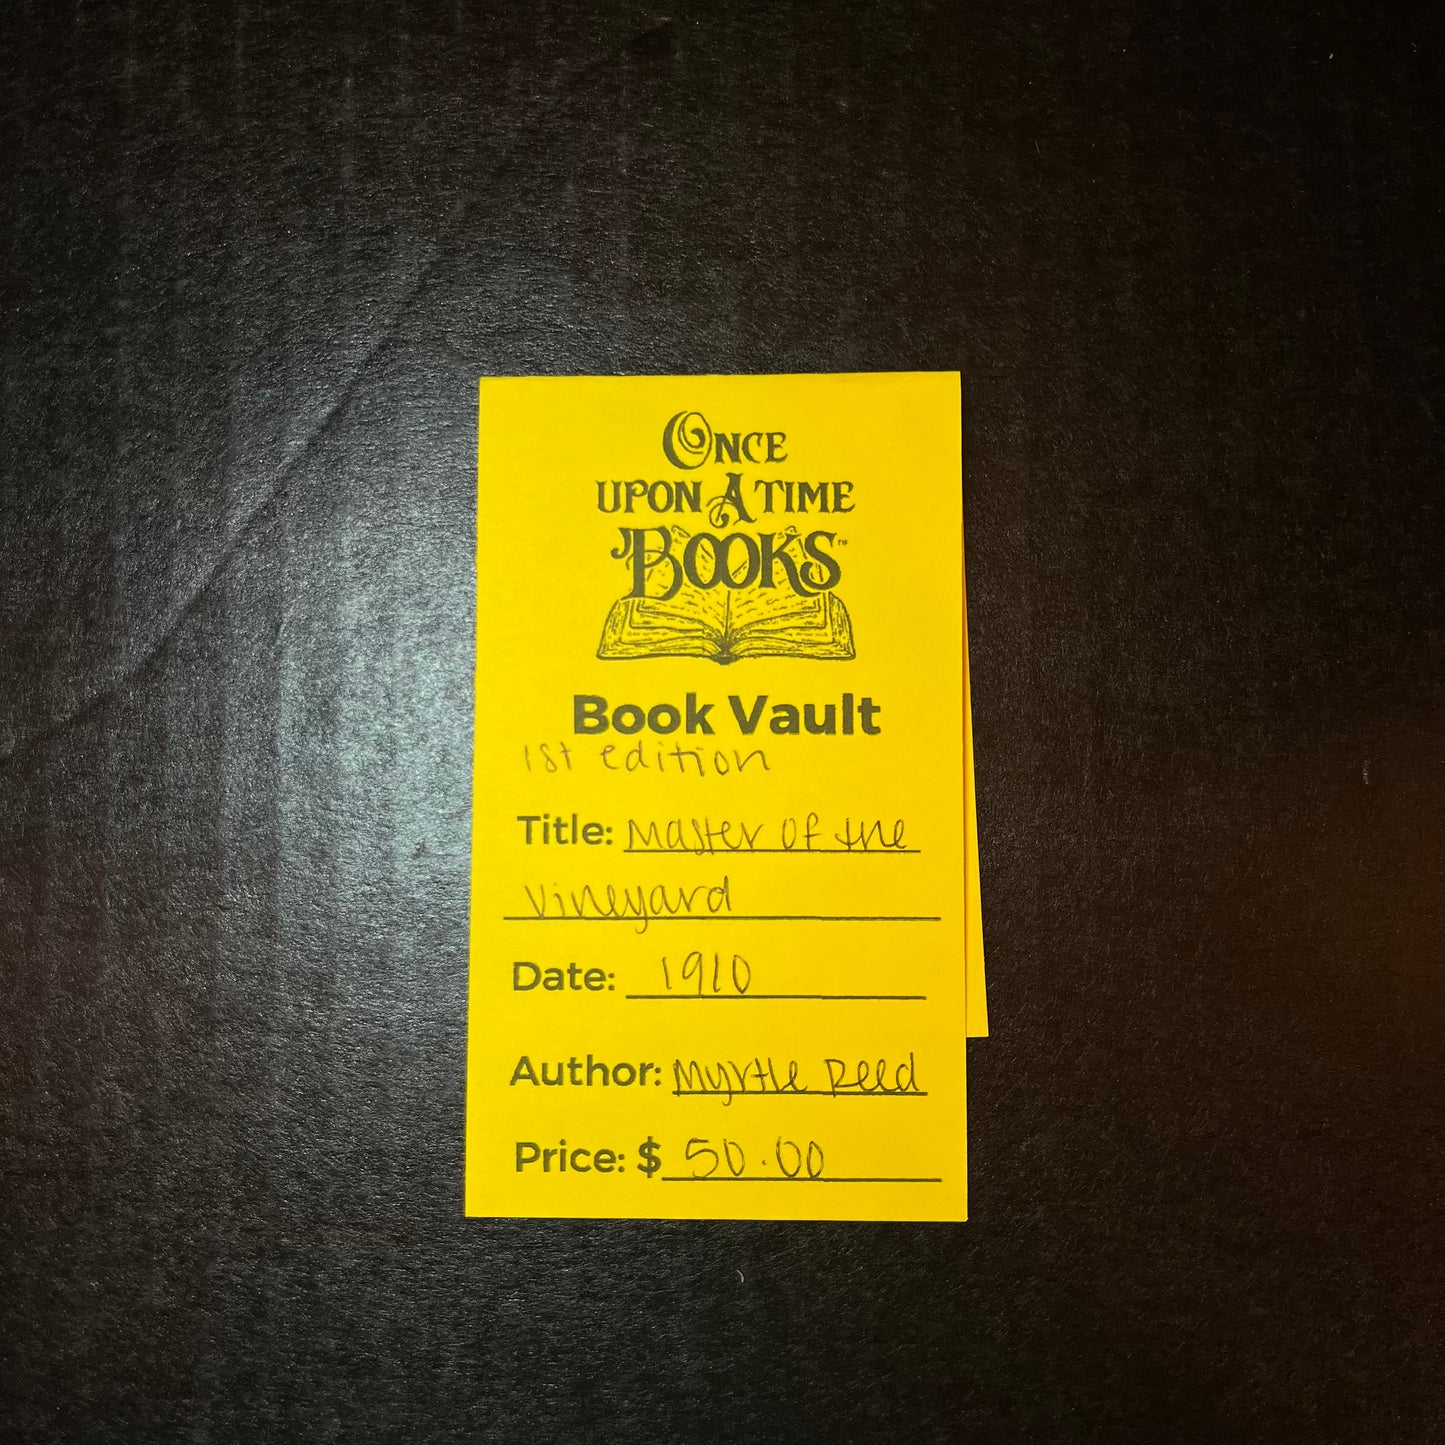 ONCE
UPON A TIME
BOOKS™
Book Vault
1st edition
Title: Master of the
Vineyard
Date: 1910
Author: Myrtle Reed
Price: $ 50.00